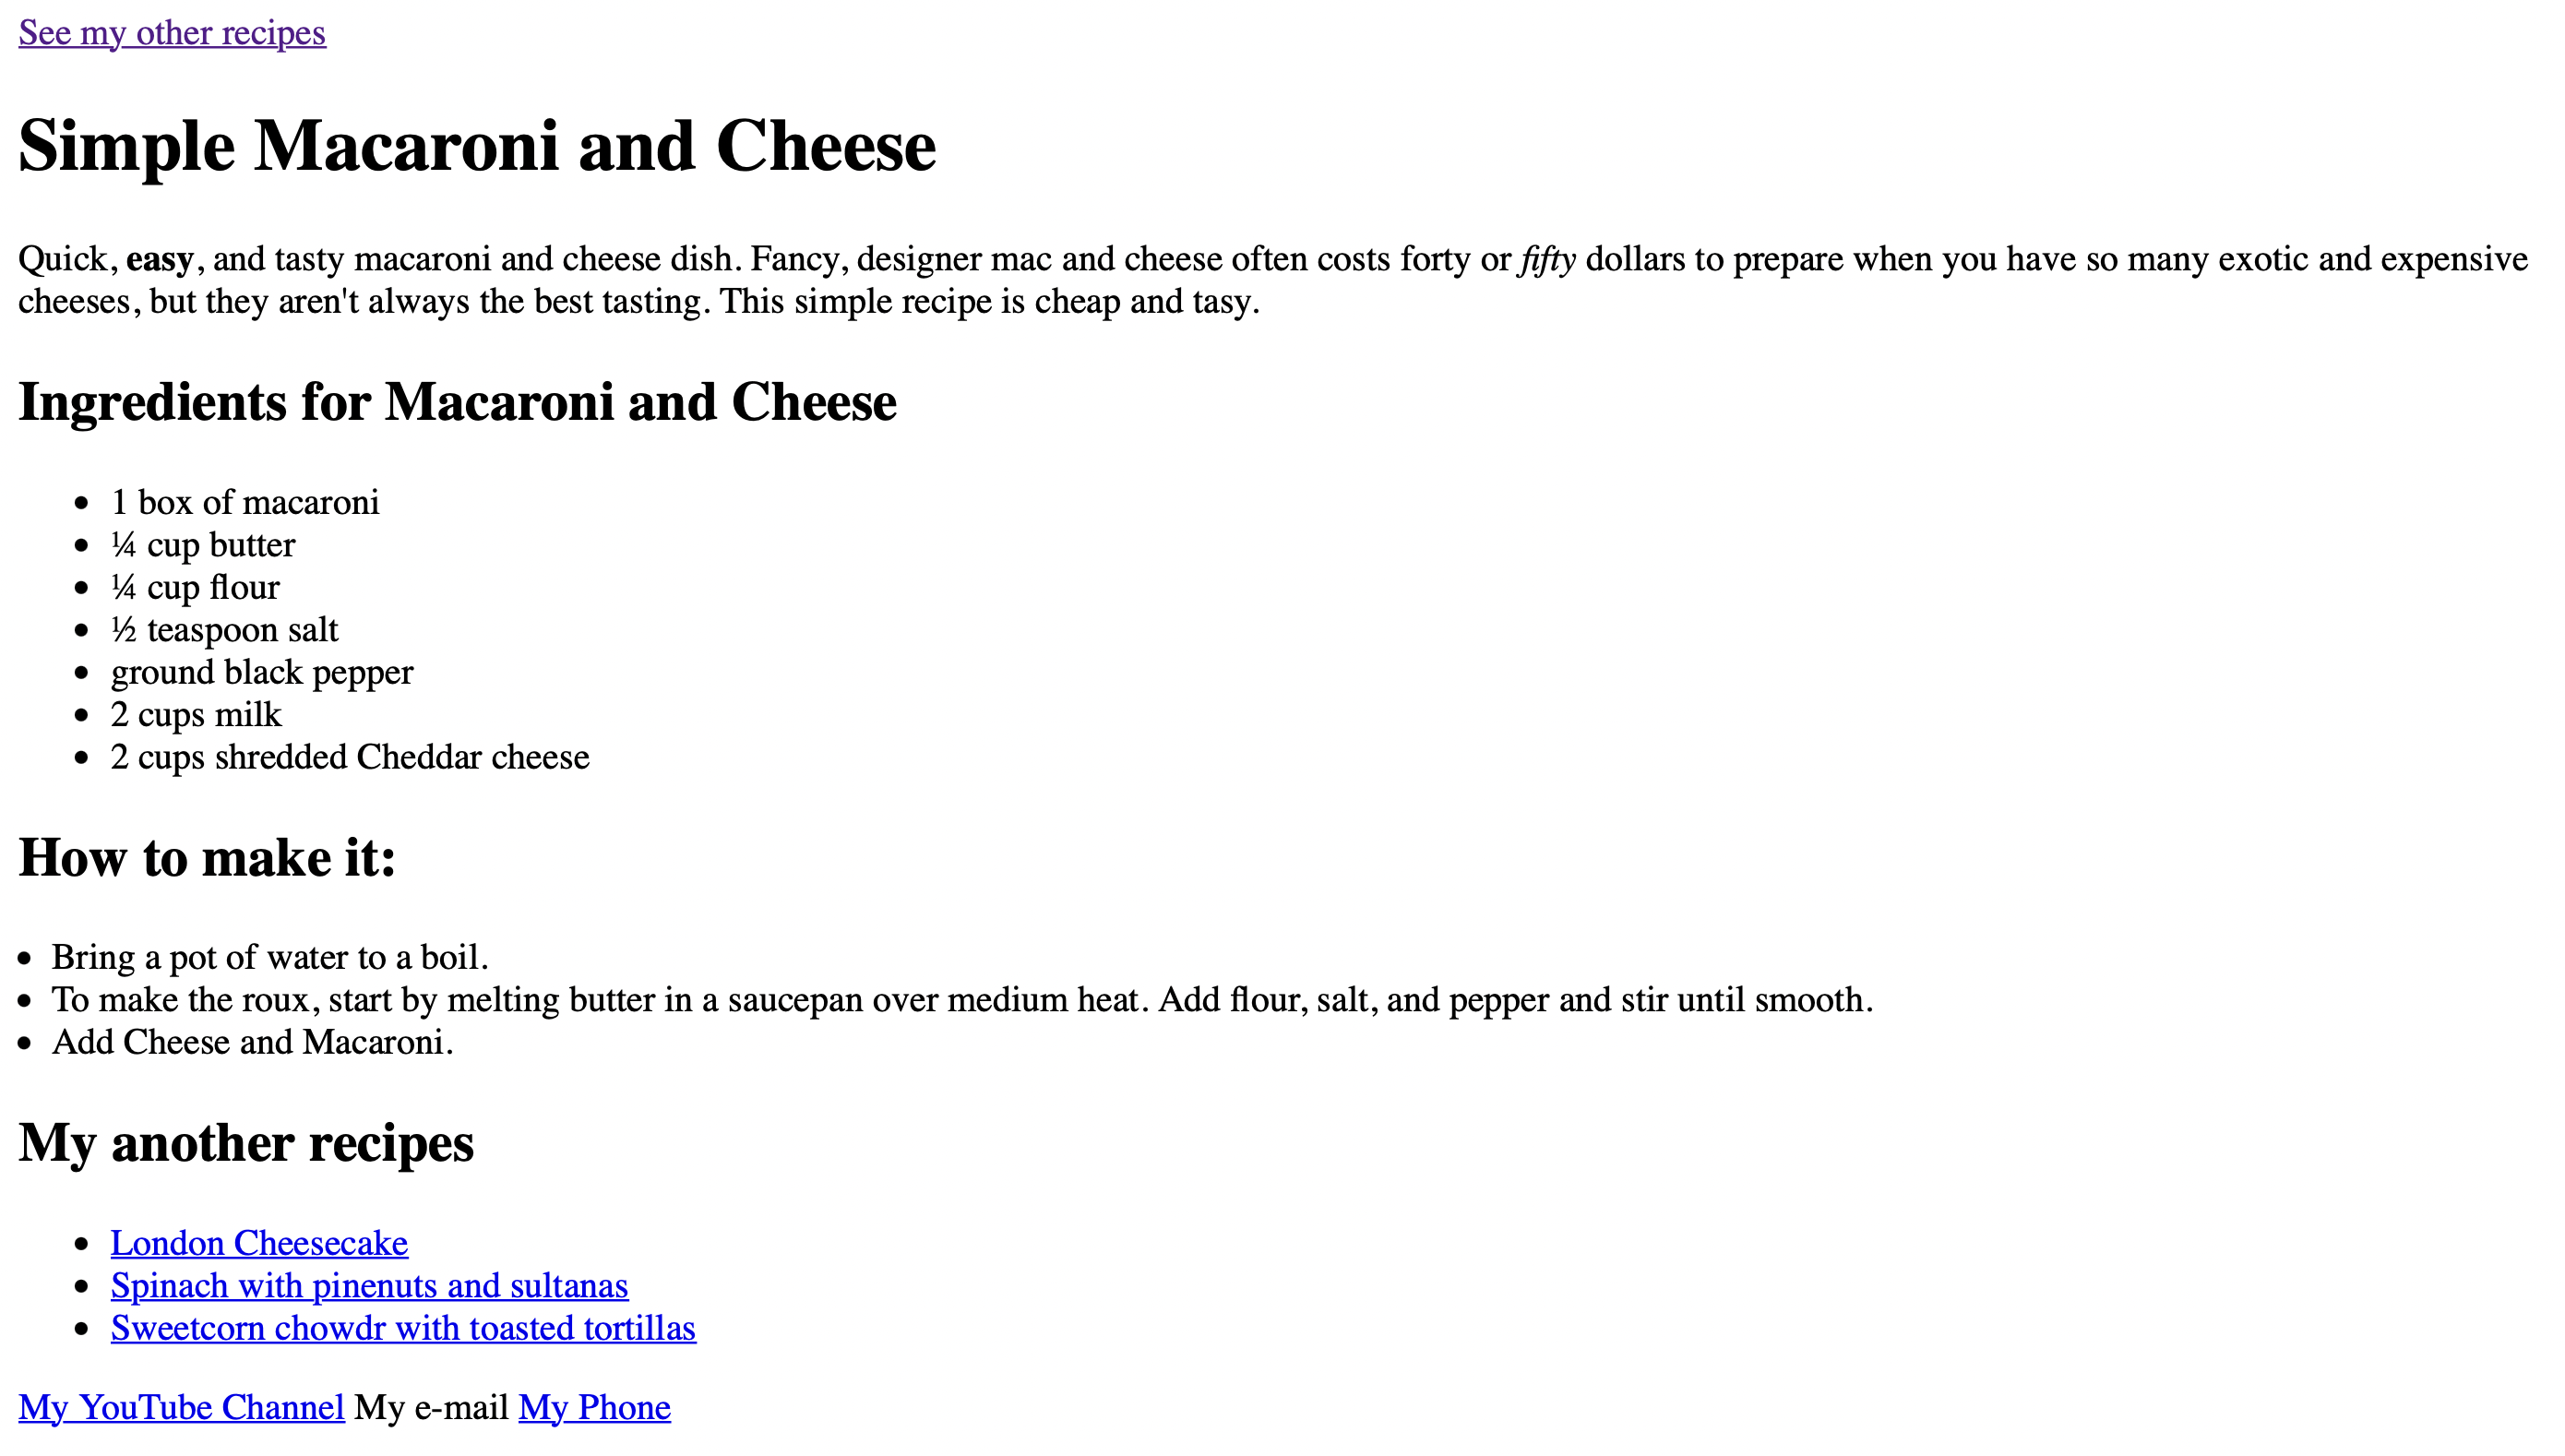 See my other recipes
Simple Macaroni and Cheese
Quick, easy, and tasty macaroni and cheese dish. Fancy, designer mac and cheese often costs forty or fifty dollars to prepare when you have so many exotic and expensive
cheeses, but they aren't always the best tasting. This simple recipe is cheap and tasy.
Ingredients for Macaroni and Cheese
• 1 box of macaroni
• ¼ cup butter
• ¼ cup flour
• ½ teaspoon salt
• ground black pepper
• 2 cups milk
• 2 cups shredded Cheddar cheese
How to make it:
• Bring a pot of water to a boil.
• To make the roux, start by melting butter in a saucepan over medium heat. Add flour, salt, and pepper and stir until smooth.
• Add Cheese and Macaroni.
My another recipes
• London Cheesecake
• Spinach with pinenuts and sultanas
• Sweetcorn chowdr with toasted tortillas
My YouTube Channel My e-mail My Phone